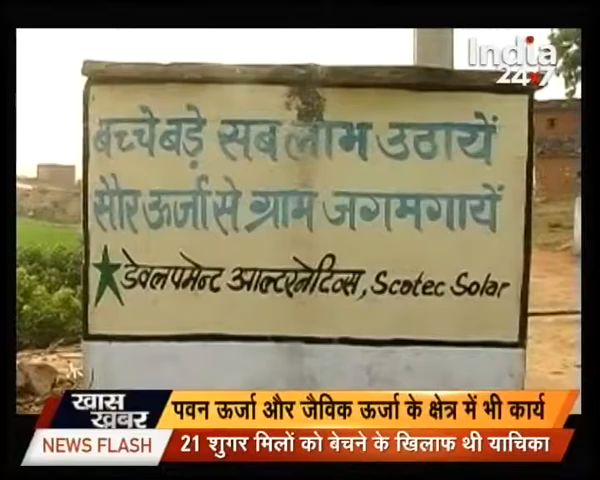 India
24x7
बच्चे बड़े सब लाभ उठायें
सौर ऊर्जा से ग्राम जगमगायें
डेवलपमेन्ट आल्टरनेटिव्स, Scotec Solar
खास खबर
पवन ऊर्जा और जैविक ऊर्जा के क्षेत्र में भी कार्य
NEWS FLASH
21 शुगर मिलों को बेचने के खिलाफ थी याचिका